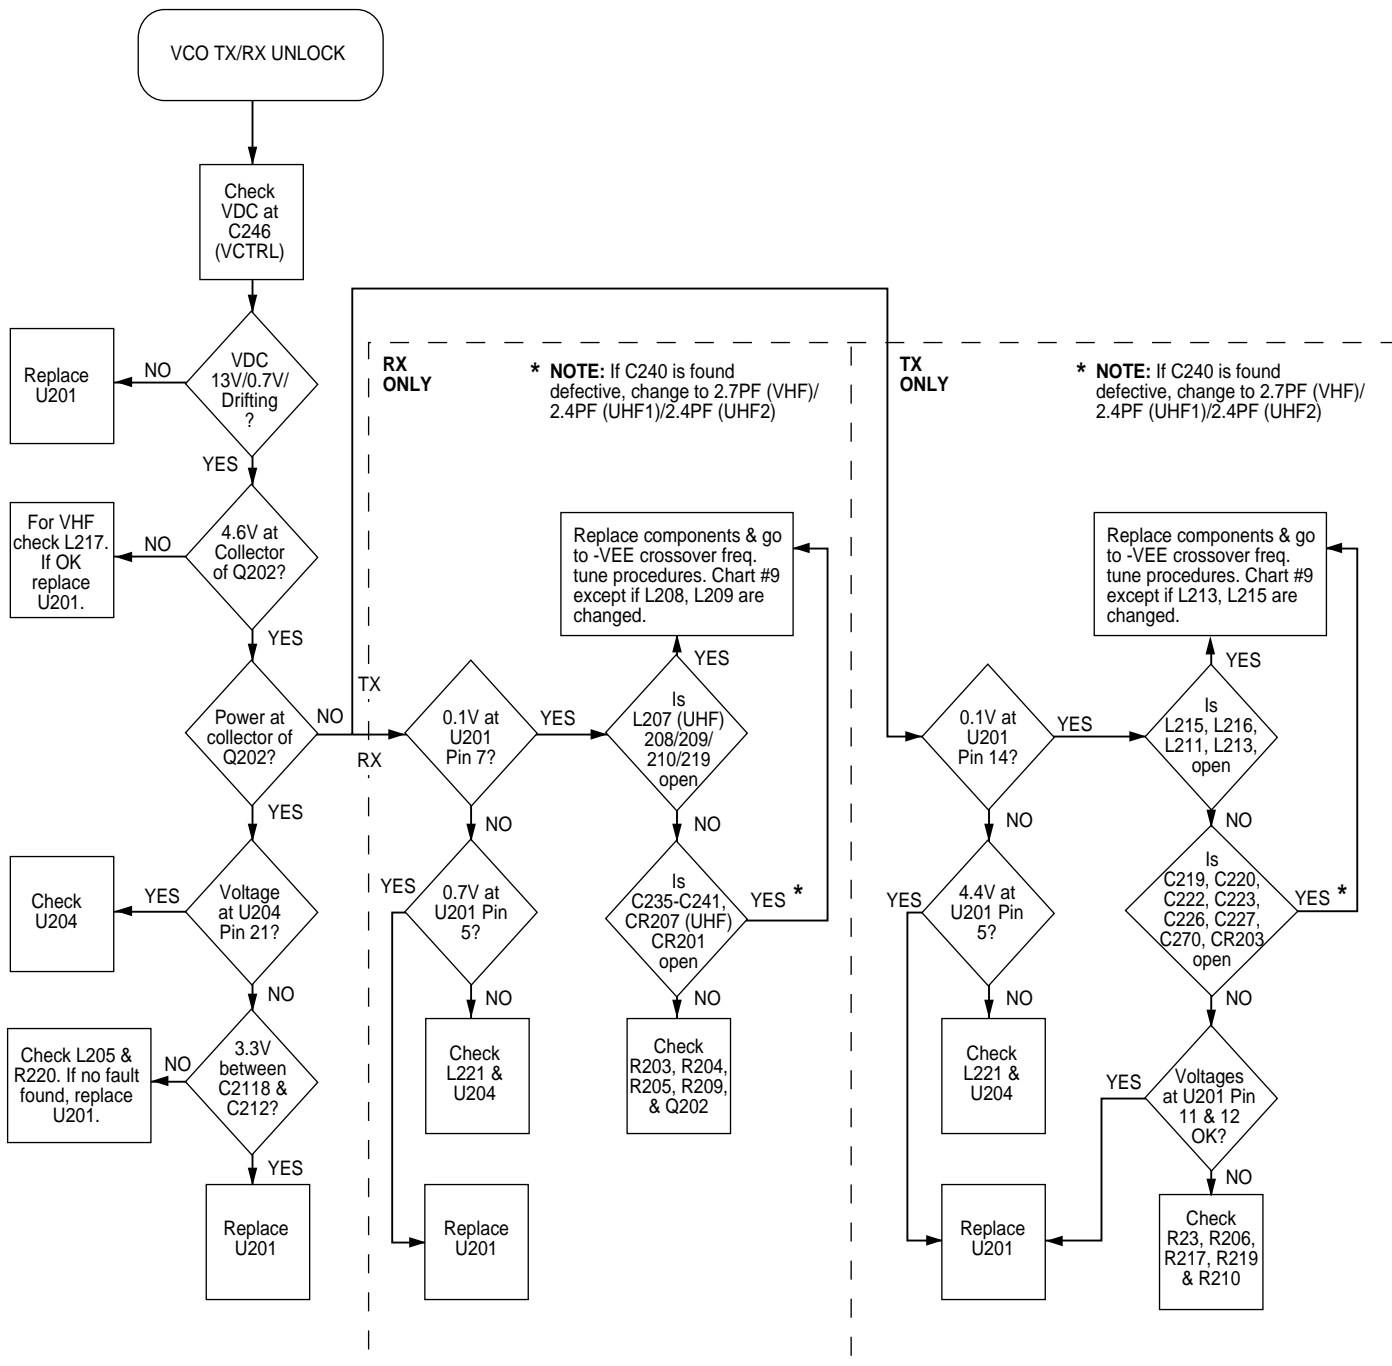 VCO TX/RX UNLOCK
Check
VDC at
C246
(VCTRL)
VDC
13V/0.7V/
Drifting
?
NO
Replace
U201
YES
4.6V at
Collector
of Q202?
NO
For VHF
check L217.
If OK
replace
U201.
YES
Power at
collector of
Q202?
NO
TX
RX
YES
Voltage
at U204
Pin 21?
YES
Check
U204
NO
3.3V
between
C2118 &
C212?
NO
Check L205 &
R220. If no fault
found, replace
U201.
YES
Replace
U201
RX
ONLY
* NOTE: If C240 is found
defective, change to 2.7PF (VHF)/
2.4PF (UHF1)/2.4PF (UHF2)
Replace components & go
to -VEE crossover freq.
tune procedures. Chart #9
except if L208, L209 are
changed.
YES
0.1V at
U201
Pin 7?
YES
Is
L207 (UHF)
208/209/
210/219
open
NO
NO
0.7V at
U201 Pin
5?
YES
Is
C235-C241,
CR207 (UHF)
CR201
open
YES *
NO
NO
Check
L221 &
U204
Check
R203, R204,
R205, R209,
& Q202
Replace
U201
TX
ONLY
* NOTE: If C240 is found
defective, change to 2.7PF (VHF)/
2.4PF (UHF1)/2.4PF (UHF2)
Replace components & go
to -VEE crossover freq.
tune procedures. Chart #9
except if L213, L215 are
changed.
YES
0.1V at
U201
Pin 14?
YES
Is
L215, L216,
L211, L213,
open
NO
NO
4.4V at
U201 Pin
5?
YES
Is
C219, C220,
C222, C223,
C226, C227,
C270, CR203
open
YES *
NO
NO
Check
L221 &
U204
Voltages
at U201 Pin
11 & 12
OK?
YES
NO
Replace
U201
Check
R23, R206,
R217, R219
& R210